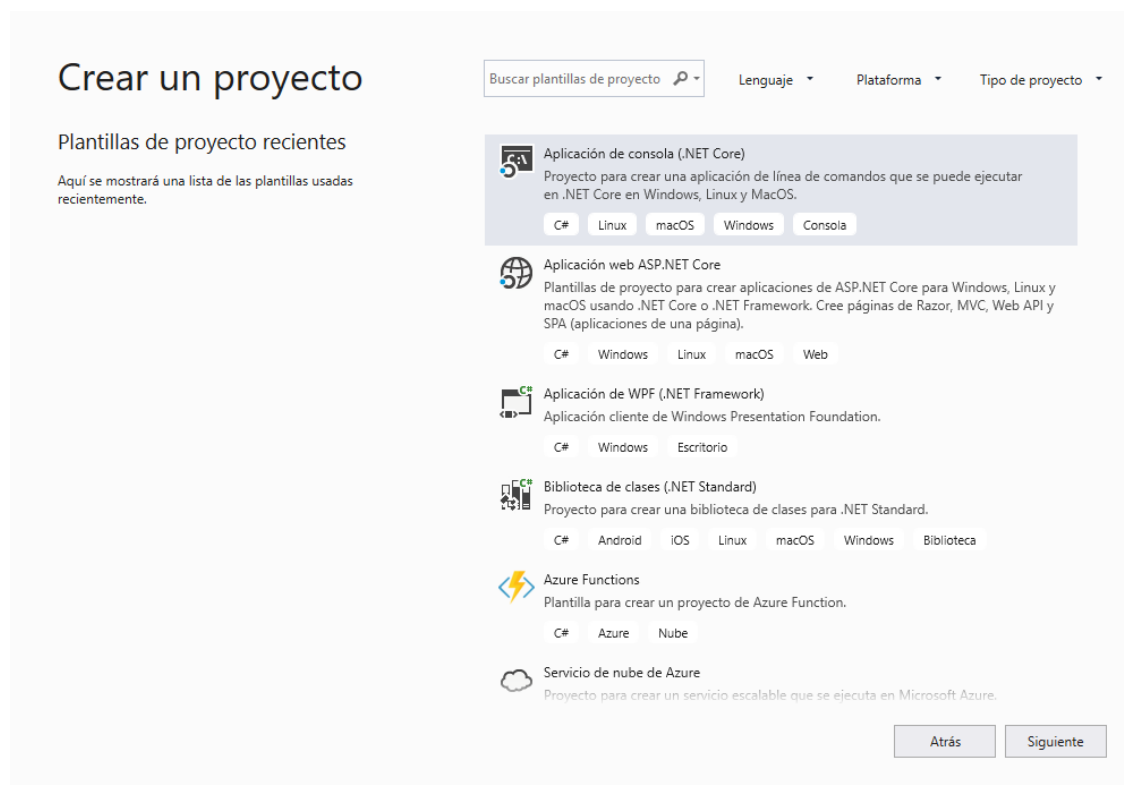 Crear un proyecto
Buscar plantillas de proyecto
Lenguaje
Plataforma
Tipo de proyecto
Plantillas de proyecto recientes
Aquí se mostrará una lista de las plantillas usadas
recientemente.
C:\
Aplicación de consola (.NET Core)
Proyecto para crear una aplicación de línea de comandos que se puede ejecutar
en .NET Core en Windows, Linux y MacOS.
C# Linux macOS Windows Consola
Aplicación web ASP.NET Core
Plantillas de proyecto para crear aplicaciones de ASP.NET Core para Windows, Linux y
macOS usando .NET Core o .NET Framework. Cree páginas de Razor, MVC, Web API y
SPA (aplicaciones de una página).
C# Windows Linux macOS Web
C#
Aplicación de WPF (.NET Framework)
Aplicación cliente de Windows Presentation Foundation.
C# Windows Escritorio
C#
Biblioteca de clases (.NET Standard)
Proyecto para crear una biblioteca de clases para .NET Standard.
C# Android iOS Linux macOS Windows Biblioteca
Azure Functions
Plantilla para crear un proyecto de Azure Function.
C# Azure Nube
Servicio de nube de Azure
Proyecto para crear un servicio escalable que se ejecuta en Microsoft Azure.
Atrás
Siguiente